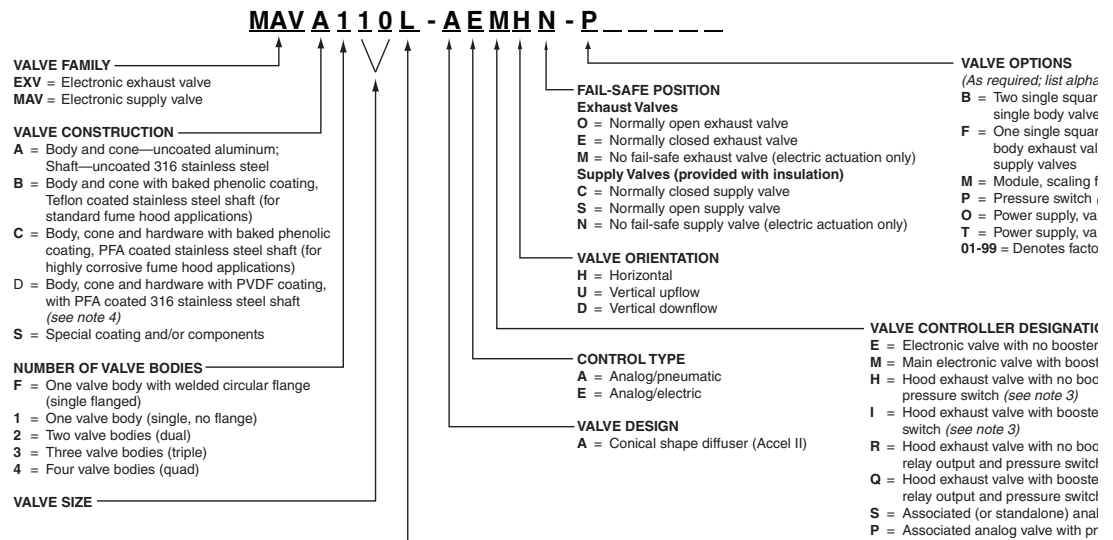 MAV A 1 1 0 L - A E M H N - P _ _ _ _ _
VALVE FAMILY
EXV = Electronic exhaust valve
MAV = Electronic supply valve
VALVE CONSTRUCTION
A = Body and cone—uncoated aluminum;
Shaft—uncoated 316 stainless steel
B = Body and cone with baked phenolic coating,
Teflon coated stainless steel shaft (for
standard fume hood applications)
C = Body, cone and hardware with baked phenolic
coating, PFA coated stainless steel shaft (for
highly corrosive fume hood applications)
D = Body, cone and hardware with PVDF coating,
with PFA coated 316 stainless steel shaft
(see note 4)
S = Special coating and/or components
NUMBER OF VALVE BODIES
F = One valve body with welded circular flange
(single flanged)
1 = One valve body (single, no flange)
2 = Two valve bodies (dual)
3 = Three valve bodies (triple)
4 = Four valve bodies (quad)
VALVE SIZE
FAIL-SAFE POSITION
Exhaust Valves
O = Normally open exhaust valve
E = Normally closed exhaust valve
M = No fail-safe exhaust valve (electric actuation only)
Supply Valves (provided with insulation)
C = Normally closed supply valve
S = Normally open supply valve
N = No fail-safe supply valve (electric actuation only)
VALVE ORIENTATION
H = Horizontal
U = Vertical upflow
D = Vertical downflow
CONTROL TYPE
A = Analog/pneumatic
E = Analog/electric
VALVE DESIGN
A = Conical shape diffuser (Accel II)
VALVE OPTIONS
(As required; list alpha
B = Two single squar
single body valve
F = One single squar
body exhaust val
supply valves
M = Module, scaling f
P = Pressure switch
O = Power supply, va
T = Power supply, va
01-99 = Denotes facto
VALVE CONTROLLER DESIGNATIO
E = Electronic valve with no booster
M = Main electronic valve with boost
H = Hood exhaust valve with no boo
pressure switch (see note 3)
I = Hood exhaust valve with booste
switch (see note 3)
R = Hood exhaust valve with no boo
relay output and pressure switch
Q = Hood exhaust valve with booste
relay output and pressure switch
S = Associated (or standalone) anal
P = Associated analog valve with pr